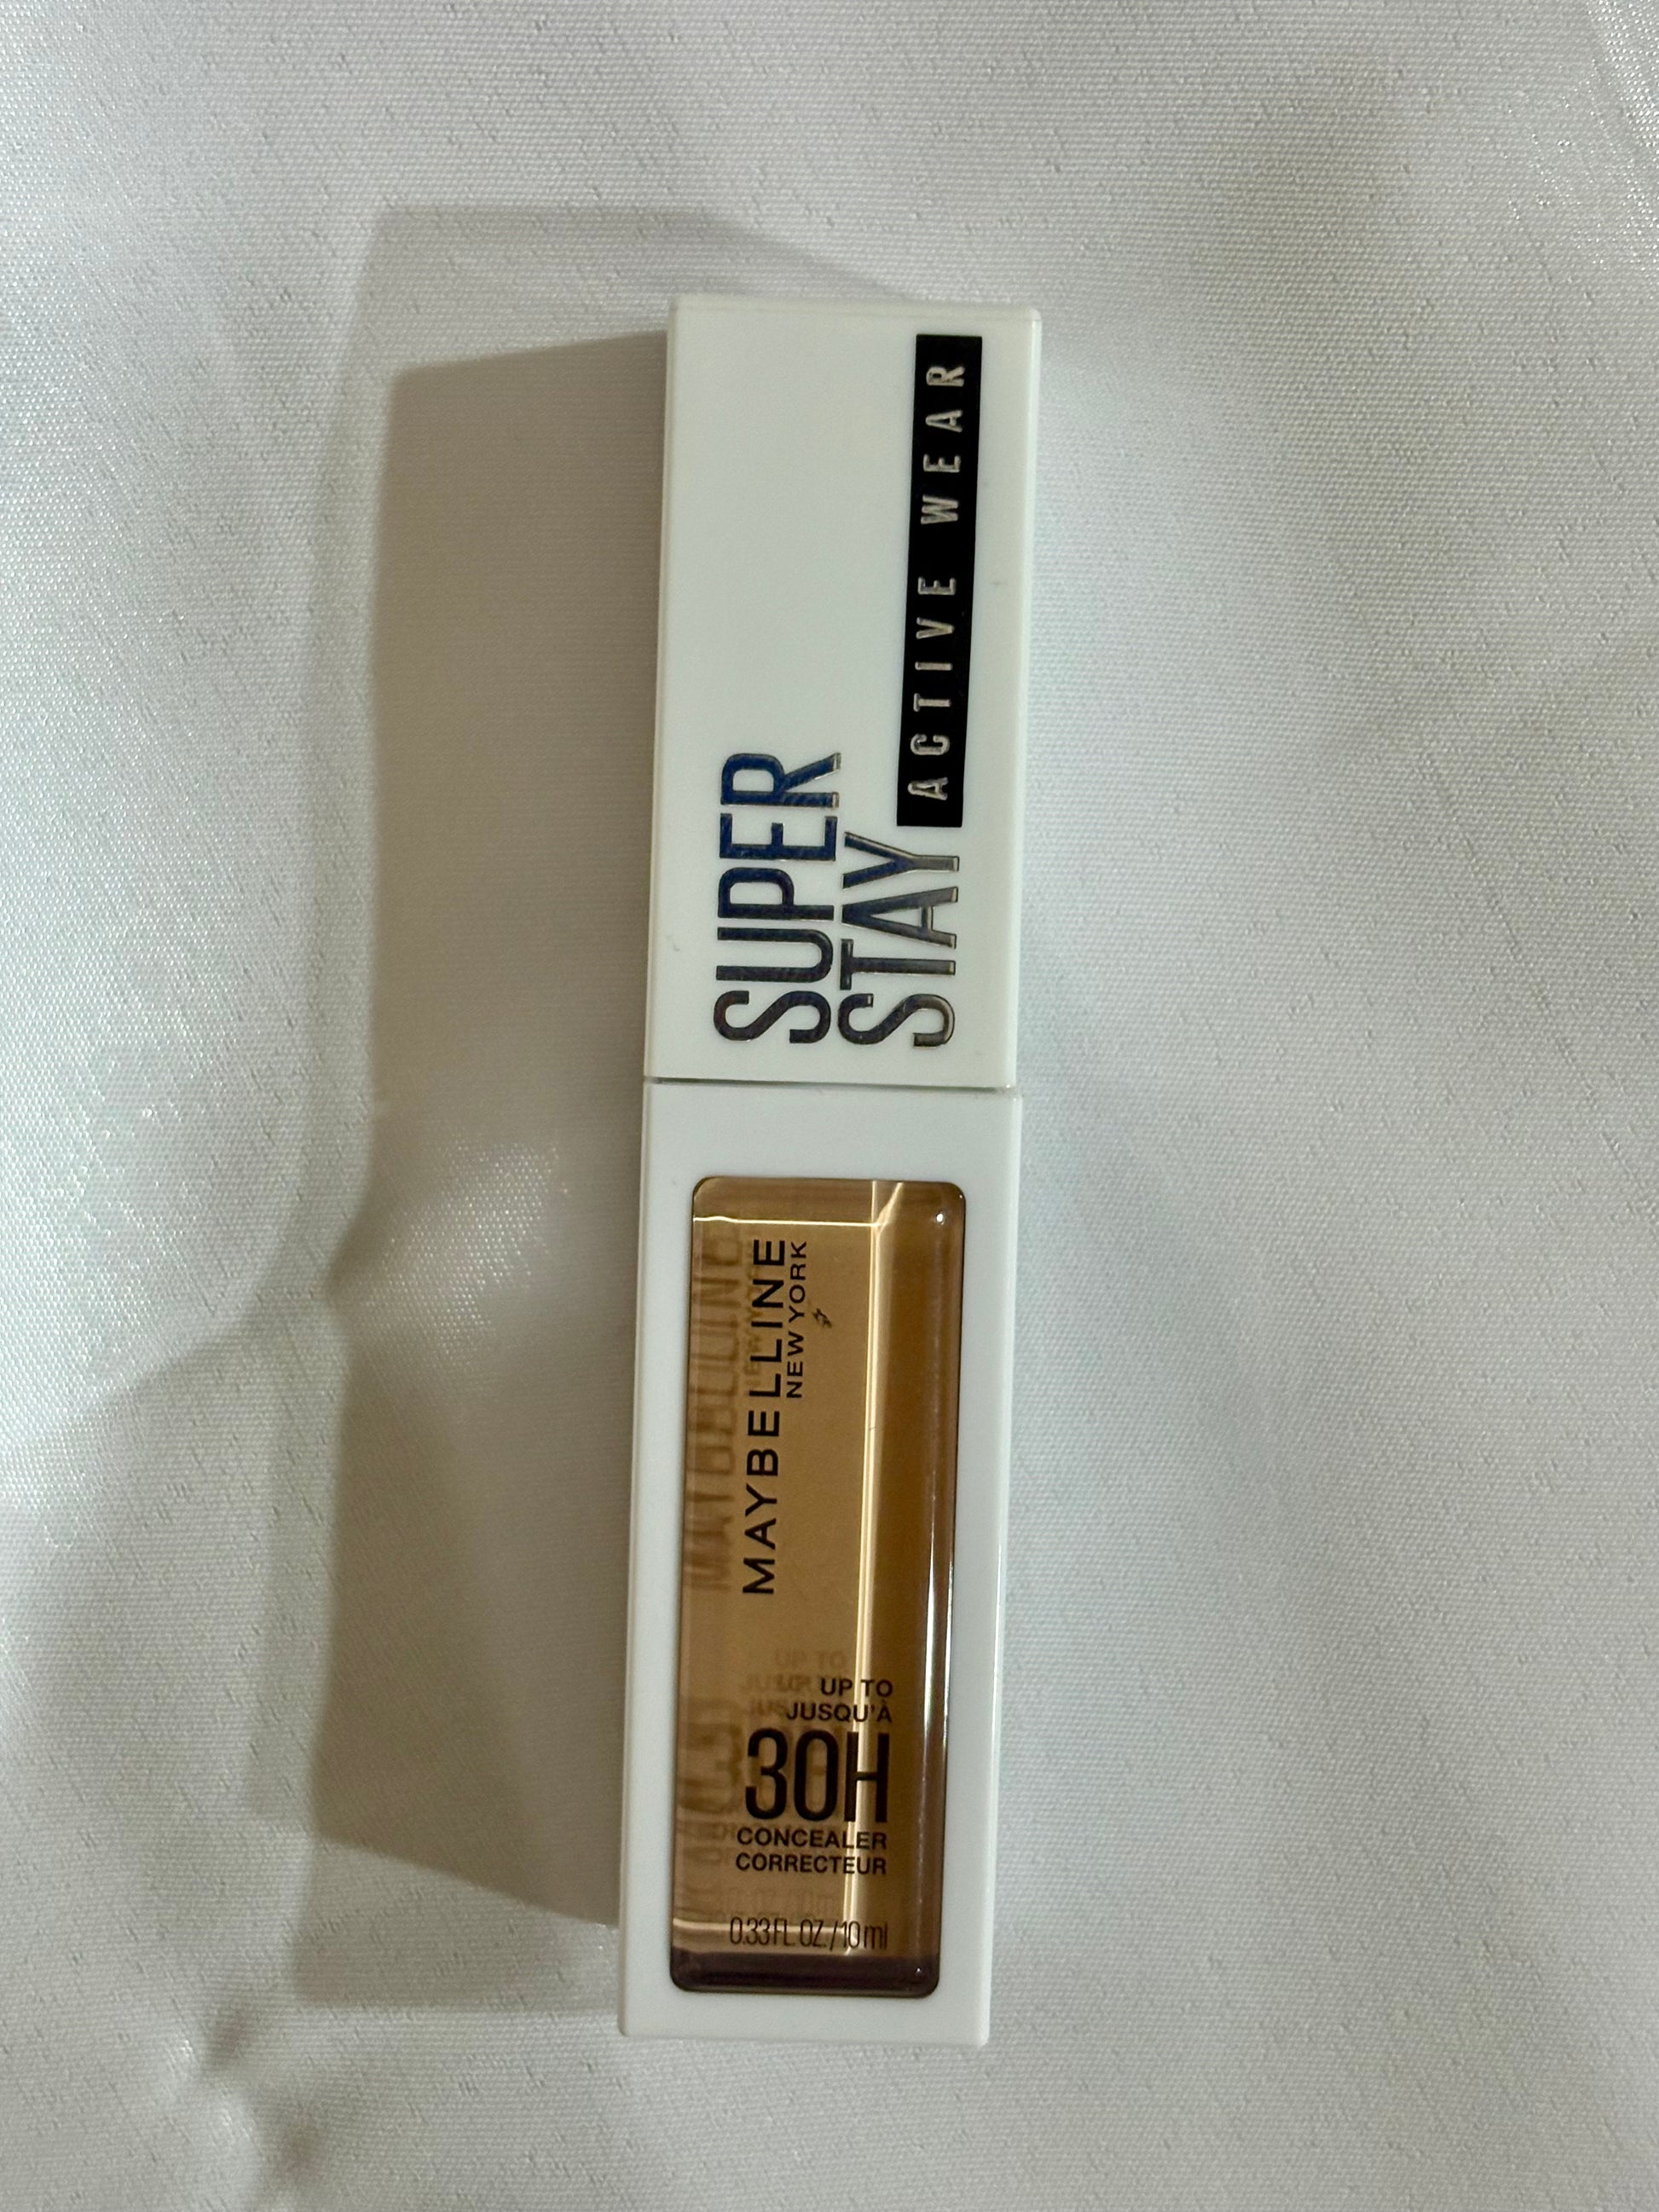 SUPER
STAY
ACTIVE WEAR
MAYBELLINE
NEW YORK
UP TO
JUSQU'À
30H
CONCEALER
CORRECTEUR
0.33 FL. OZ. / 10 ml